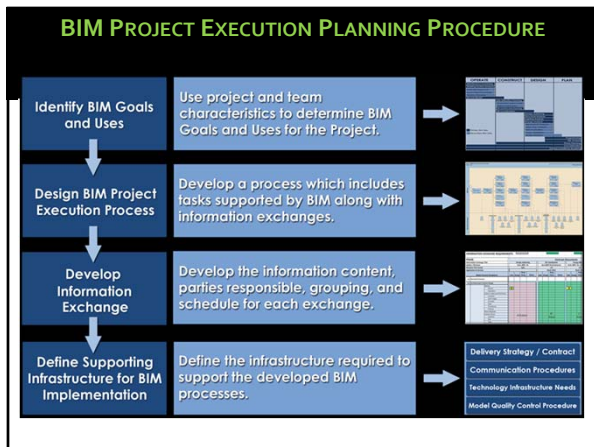 BIM PROJECT EXECUTION PLANNING PROCEDURE
Identify BIM Goals
and Uses
Use project and team
characteristics to determine BIM
Goals and Uses for the Project.
OPERATE CONSTRUCT DESIGN PLAN
Design BIM Project
Execution Process
Develop a process which includes
tasks supported by BIM along with
information exchanges.
Develop
Information
Exchange
Develop the information content,
parties responsible, grouping, and
schedule for each exchange.
Define Supporting
Infrastructure for BIM
Implementation
Define the infrastructure required to
support the developed BIM
processes.
Delivery Strategy / Contract
Communication Procedures
Technology Infrastructure Needs
Model Quality Control Procedure